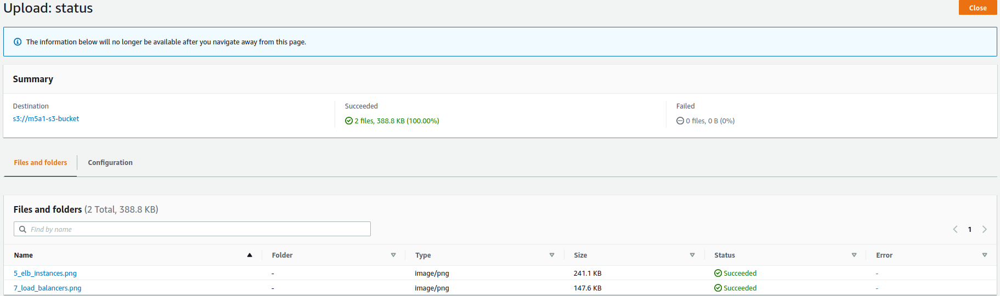 Upload: status
Close
The information below will no longer be available after you navigate away from this page.
Summary
Destination
s3://m5a1-s3-bucket
Succeeded
2 files, 388.8 KB (100.00%)
Failed
0 files, 0 B (0%)
Files and folders
Configuration
Files and folders (2 Total, 388.8 KB)
Find by name
1
Name Folder Type Size Status Error
5_elb_instances.png - image/png 241.1 KB Succeeded -
7_load_balancers.png - image/png 147.6 KB Succeeded -